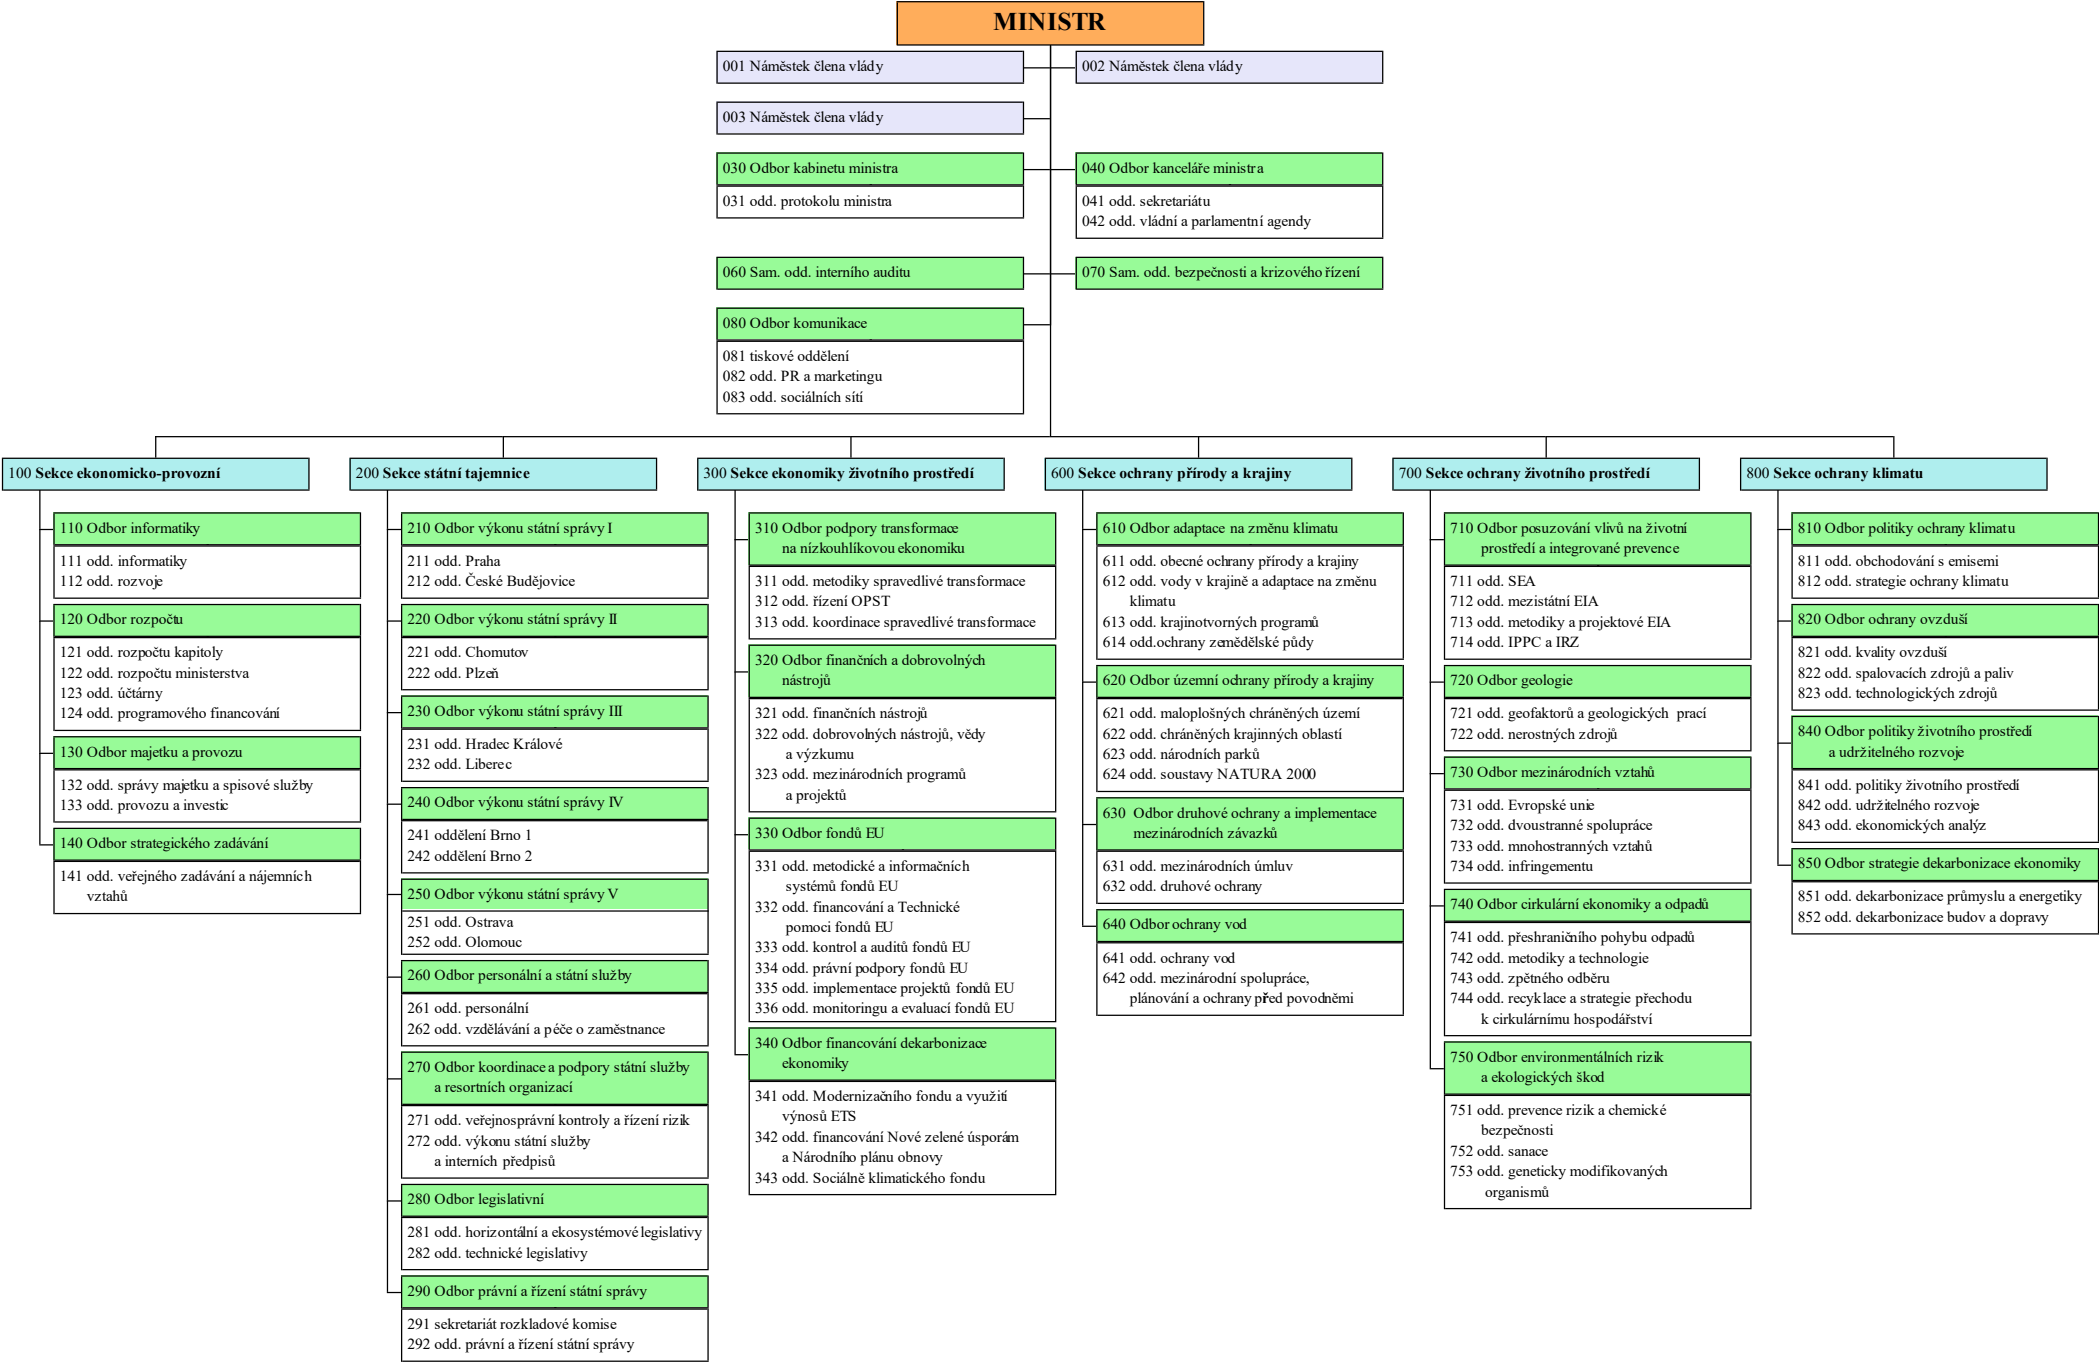 MINISTR
001 Náměstek člena vlády
002 Náměstek člena vlády
003 Náměstek člena vlády
030 Odbor kabinetu ministra
031 odd. protokolu ministra
040 Odbor kanceláře ministra
041 odd. sekretariátu
042 odd. vládní a parlamentní agendy
060 Sam. odd. interního auditu
070 Sam. odd. bezpečnosti a krizového řízení
080 Odbor komunikace
081 tiskové oddělení
082 odd. PR a marketingu
083 odd. sociálních sítí
100 Sekce ekonomicko-provozní
110 Odbor informatiky
111 odd. informatiky
112 odd. rozvoje
120 Odbor rozpočtu
121 odd. rozpočtu kapitoly
122 odd. rozpočtu ministerstva
123 odd. účtárny
124 odd. programového financování
130 Odbor majetku a provozu
132 odd. správy majetku a spisové služby
133 odd. provozu a investic
140 Odbor strategického zadávání
141 odd. veřejného zadávání a nájemních
vztahů
200 Sekce státní tajemnice
210 Odbor výkonu státní správy I
211 odd. Praha
212 odd. České Budějovice
220 Odbor výkonu státní správy II
221 odd. Chomutov
222 odd. Plzeň
230 Odbor výkonu státní správy III
231 odd. Hradec Králové
232 odd. Liberec
240 Odbor výkonu státní správy IV
241 oddělení Brno 1
242 oddělení Brno 2
250 Odbor výkonu státní správy V
251 odd. Ostrava
252 odd. Olomouc
260 Odbor personální a státní služby
261 odd. personální
262 odd. vzdělávání a péče o zaměstnance
270 Odbor koordinace a podpory státní služby
a resortních organizací
271 odd. veřejnosprávní kontroly a řízení rizik
272 odd. výkonu státní služby
a interních předpisů
280 Odbor legislativní
281 odd. horizontální a ekosystémové legislativy
282 odd. technické legislativy
290 Odbor právní a řízení státní správy
291 sekretariát rozkladové komise
292 odd. právní a řízení státní správy
300 Sekce ekonomiky životního prostředí
310 Odbor podpory transformace
na nízkouhlíkovou ekonomiku
311 odd. metodiky spravedlivé transformace
312 odd. řízení OPST
313 odd. koordinace spravedlivé transformace
320 Odbor finančních a dobrovolných
nástrojů
321 odd. finančních nástrojů
322 odd. dobrovolných nástrojů, vědy
a výzkumu
323 odd. mezinárodních programů
a projektů
330 Odbor fondů EU
331 odd. metodické a informačních
systémů fondů EU
332 odd. financování a Technické
pomoci fondů EU
333 odd. kontrol a auditů fondů EU
334 odd. právní podpory fondů EU
335 odd. implementace projektů fondů EU
336 odd. monitoringu a evaluací fondů EU
340 Odbor financování dekarbonizace
ekonomiky
341 odd. Modernizačního fondu a využití
výnosů ETS
342 odd. financování Nové zelené úsporám
a Národního plánu obnovy
343 odd. Sociálně klimatického fondu
600 Sekce ochrany přírody a krajiny
610 Odbor adaptace na změnu klimatu
611 odd. obecné ochrany přírody a krajiny
612 odd. vody v krajině a adaptace na změnu
klimatu
613 odd. krajinotvorných programů
614 odd.ochrany zemědělské půdy
620 Odbor územní ochrany přírody a krajiny
621 odd. maloplošných chráněných území
622 odd. chráněných krajinných oblastí
623 odd. národních parků
624 odd. soustavy NATURA 2000
630 Odbor druhové ochrany a implementace
mezinárodních závazků
631 odd. mezinárodních úmluv
632 odd. druhové ochrany
640 Odbor ochrany vod
641 odd. ochrany vod
642 odd. mezinárodní spolupráce,
plánování a ochrany před povodněmi
700 Sekce ochrany životního prostředí
710 Odbor posuzování vlivů na životní
prostředí a integrované prevence
711 odd. SEA
712 odd. mezistátní EIA
713 odd. metodiky a projektové EIA
714 odd. IPPC a IRZ
720 Odbor geologie
721 odd. geofaktorů a geologických prací
722 odd. nerostných zdrojů
730 Odbor mezinárodních vztahů
731 odd. Evropské unie
732 odd. dvoustranné spolupráce
733 odd. mnohostranných vztahů
734 odd. infringementu
740 Odbor cirkulární ekonomiky a odpadů
741 odd. přeshraničního pohybu odpadů
742 odd. metodiky a technologie
743 odd. zpětného odběru
744 odd. recyklace a strategie přechodu
k cirkulárnímu hospodářství
750 Odbor environmentálních rizik
a ekologických škod
751 odd. prevence rizik a chemické
bezpečnosti
752 odd. sanace
753 odd. geneticky modifikovaných
organismů
800 Sekce ochrany klimatu
810 Odbor politiky ochrany klimatu
811 odd. obchodování s emisemi
812 odd. strategie ochrany klimatu
820 Odbor ochrany ovzduší
821 odd. kvality ovzduší
822 odd. spalovacích zdrojů a paliv
823 odd. technologických zdrojů
840 Odbor politiky životního prostředí
a udržitelného rozvoje
841 odd. politiky životního prostředí
842 odd. udržitelného rozvoje
843 odd. ekonomických analýz
850 Odbor strategie dekarbonizace ekonomiky
851 odd. dekarbonizace průmyslu a energetiky
852 odd. dekarbonizace budov a dopravy